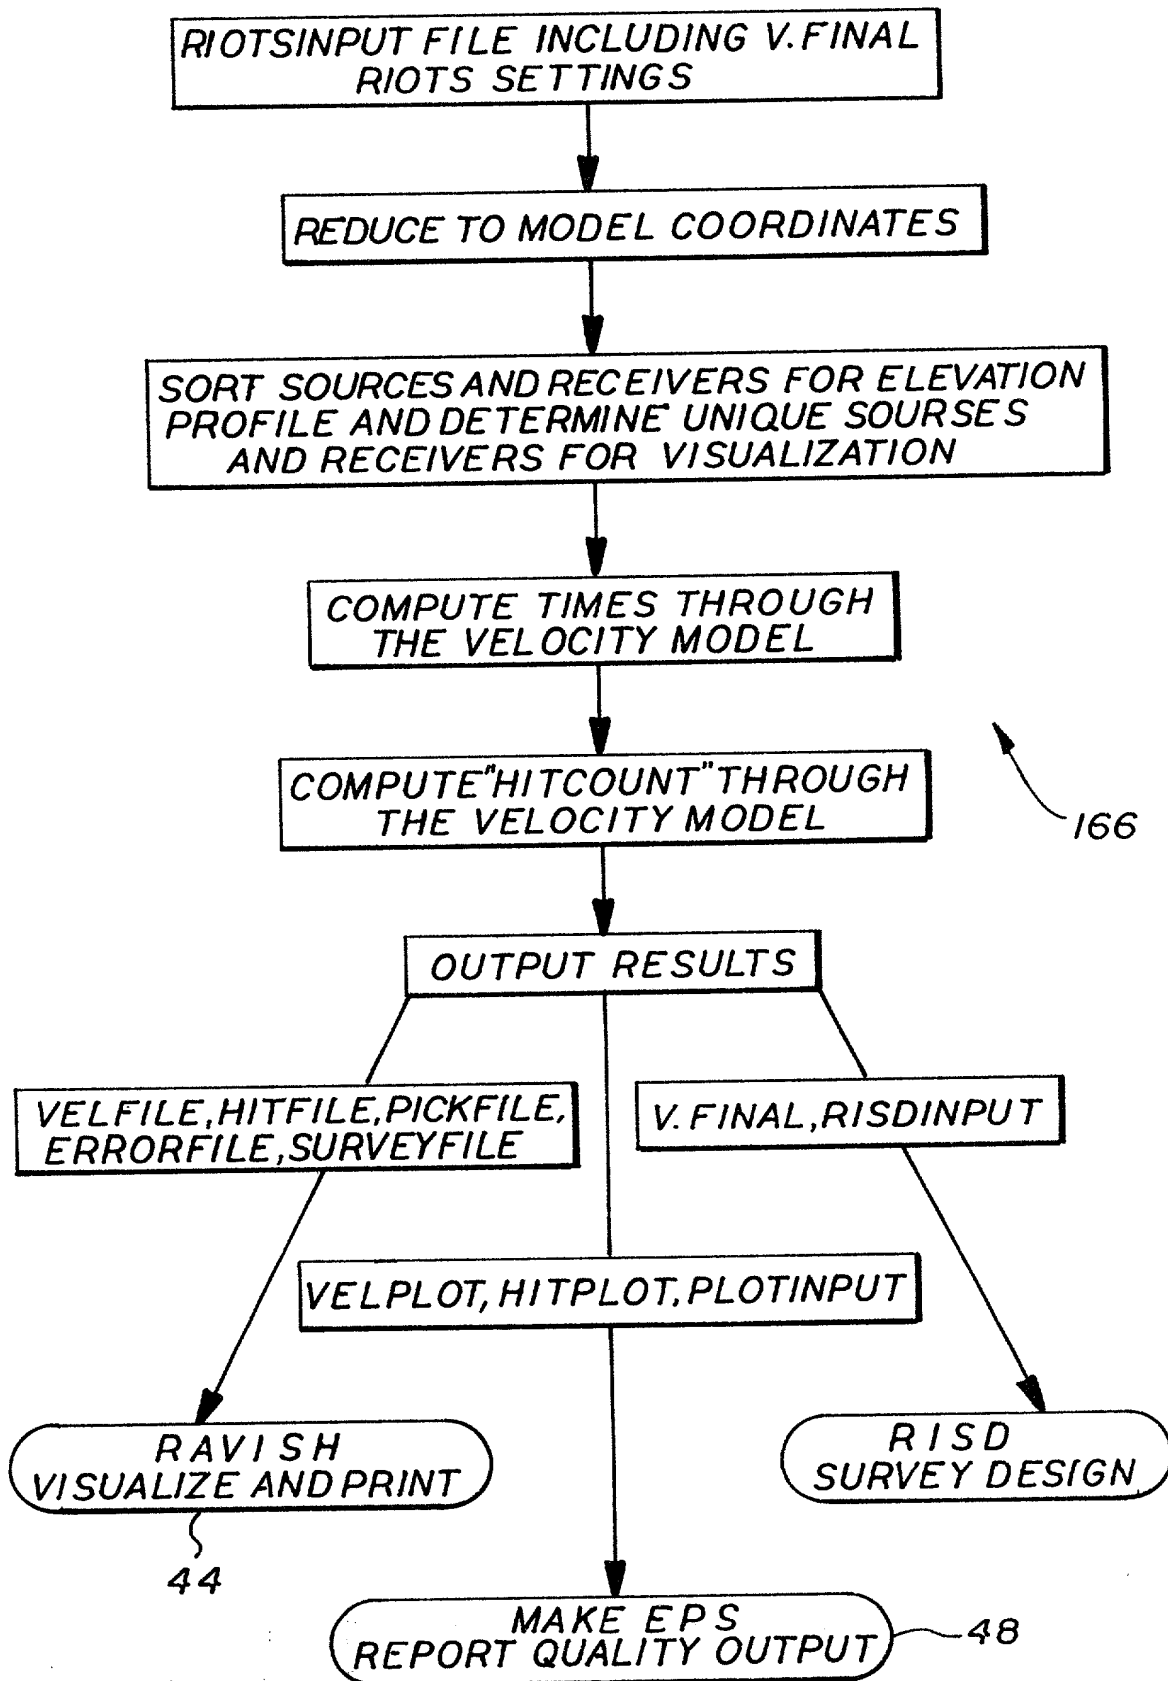 RIOTSINPUT FILE INCLUDING V.FINAL
RIOTS SETTINGS
REDUCE TO MODEL COORDINATES
SORT SOURCES AND RECEIVERS FOR ELEVATION
PROFILE AND DETERMINE UNIQUE SOURSES
AND RECEIVERS FOR VISUALIZATION
COMPUTE TIMES THROUGH
THE VELOCITY MODEL
COMPUTE "HITCOUNT" THROUGH
THE VELOCITY MODEL
166
OUTPUT RESULTS
VELFILE, HITFILE, PICKFILE,
ERRORFILE, SURVEYFILE
V.FINAL, RISDINPUT
VELPLOT, HITPLOT, PLOTINPUT
RAVISH
VISUALIZE AND PRINT
44
RISD
SURVEY DESIGN
MAKE EPS
REPORT QUALITY OUTPUT
48